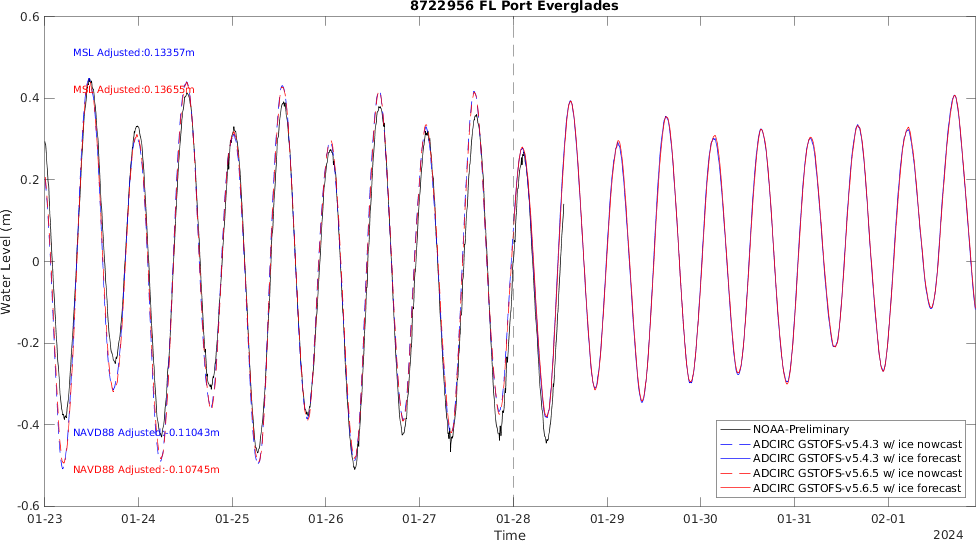 8722956 FL Port Everglades
0.6
MSL Adjusted:0.13357m
MSL Adjusted:0.13655m
0.4
0.2
0
-0.2
-0.4
-0.6
Water Level (m)
NAVD88 Adjusted:-0.11043m
NAVD88 Adjusted:-0.10745m
NOAA-Preliminary
ADCIRC GSTOFS-v5.4.3 w/ ice nowcast
ADCIRC GSTOFS-v5.4.3 w/ ice forecast
ADCIRC GSTOFS-v5.6.5 w/ ice nowcast
ADCIRC GSTOFS-v5.6.5 w/ ice forecast
01-23 01-24 01-25 01-26 01-27 01-28 01-29 01-30 01-31 02-01
Time
2024